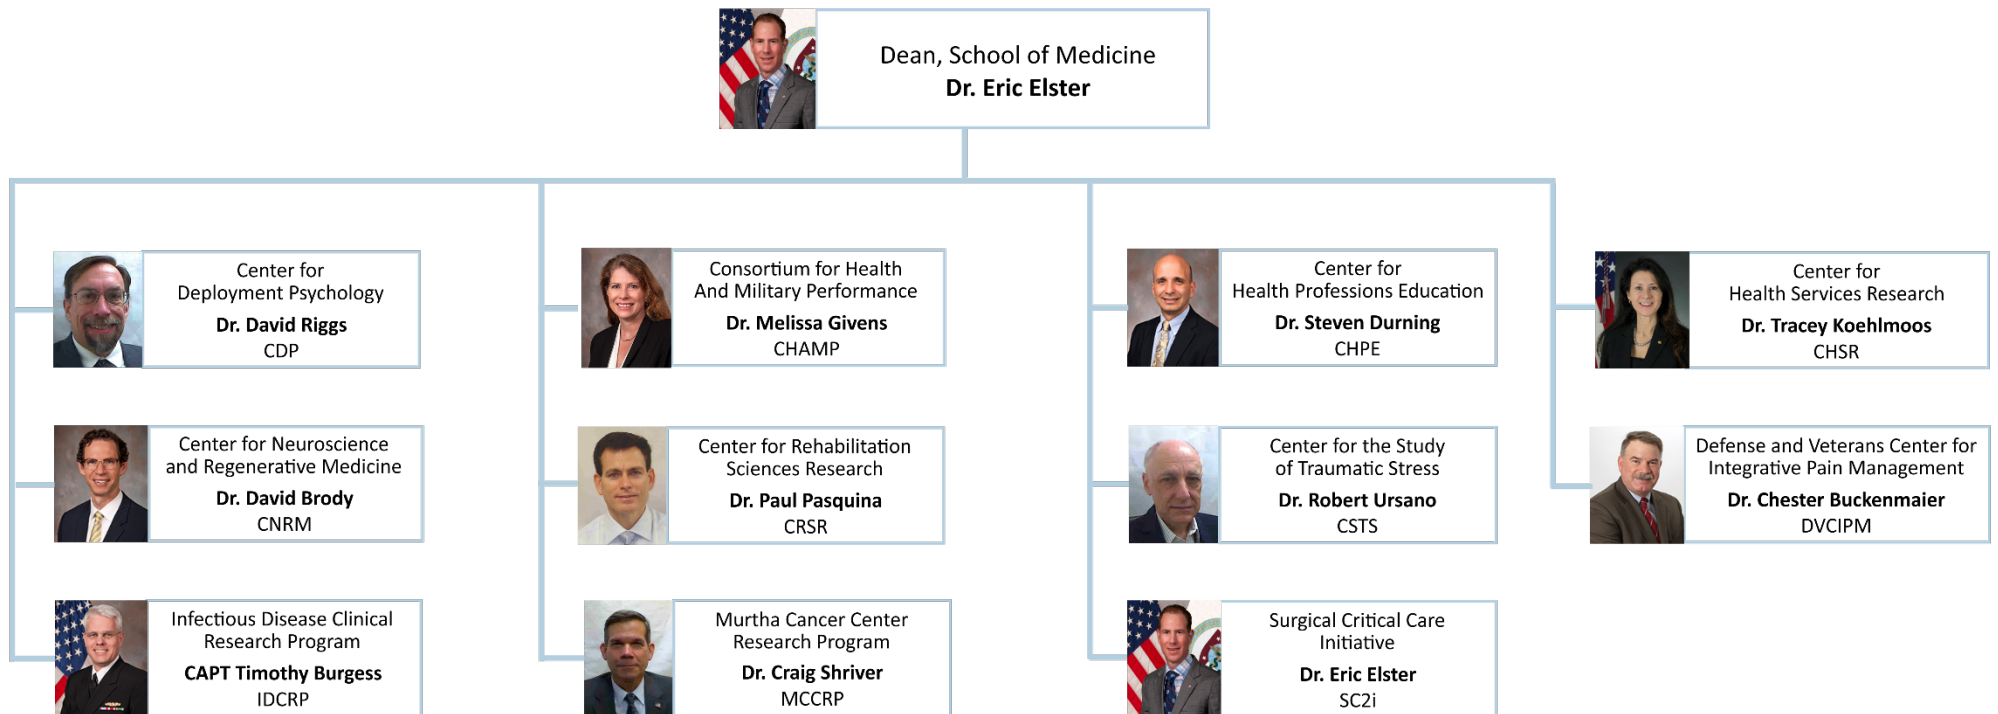 Dean, School of Medicine
Dr. Eric Elster
Center for
Deployment Psychology
Dr. David Riggs
CDP
Consortium for Health
And Military Performance
Dr. Melissa Givens
CHAMP
Center for
Health Professions Education
Dr. Steven Durning
CHPE
Center for
Health Services Research
Dr. Tracey Koehlmoos
CHSR
Center for Neuroscience
and Regenerative Medicine
Dr. David Brody
CNRM
Center for Rehabilitation
Sciences Research
Dr. Paul Pasquina
CRSR
Center for the Study
of Traumatic Stress
Dr. Robert Ursano
CSTS
Defense and Veterans Center for
Integrative Pain Management
Dr. Chester Buckenmaier
DVCIPM
Infectious Disease Clinical
Research Program
CAPT Timothy Burgess
IDCRP
Murtha Cancer Center
Research Program
Dr. Craig Shriver
MCCRP
Surgical Critical Care
Initiative
Dr. Eric Elster
SC2i